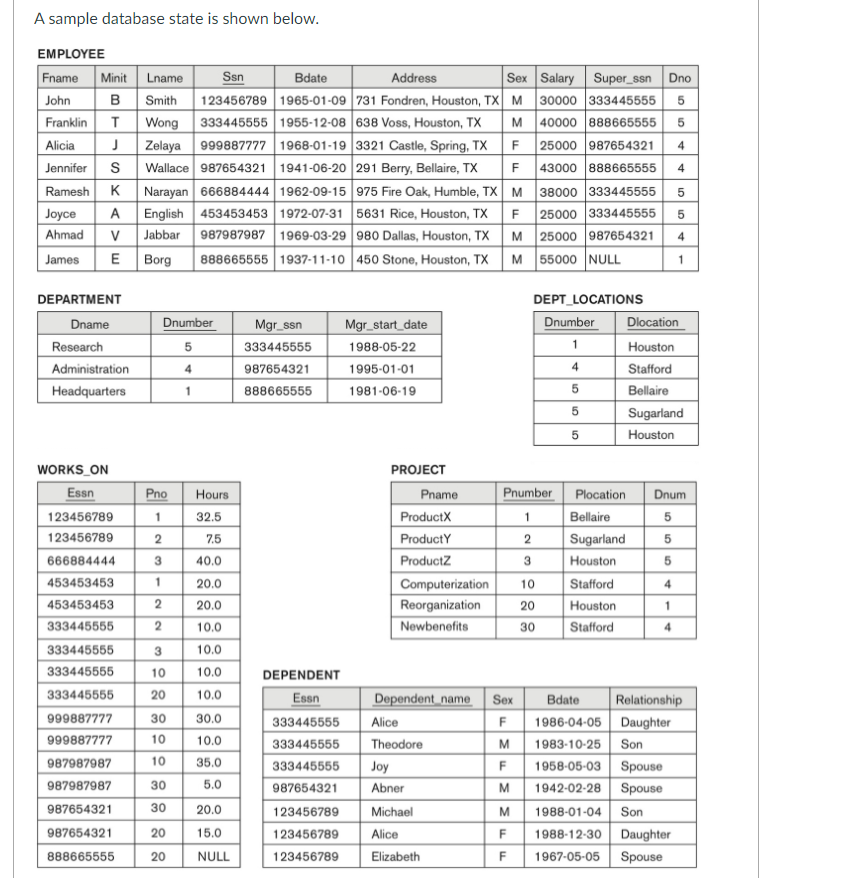 A sample database state is shown below.
EMPLOYEE
Fname Minit Lname Ssn Bdate Address Sex Salary Super_ssn Dno
John B Smith 123456789 1965-01-09 731 Fondren, Houston, TX M 30000 333445555 5
Franklin T Wong 333445555 1955-12-08 638 Voss, Houston, TX M 40000 888665555 5
Alicia J Zelaya 999887777 1968-01-19 3321 Castle, Spring, TX F 25000 987654321 4
Jennifer S Wallace 987654321 1941-06-20 291 Berry, Bellaire, TX F 43000 888665555 4
Ramesh K Narayan 666884444 1962-09-15 975 Fire Oak, Humble, TX M 38000 333445555 5
Joyce A English 453453453 1972-07-31 5631 Rice, Houston, TX F 25000 333445555 5
Ahmad V Jabbar 987987987 1969-03-29 980 Dallas, Houston, TX M 25000 987654321 4
James E Borg 888665555 1937-11-10 450 Stone, Houston, TX M 55000 NULL 1
DEPARTMENT
Dname Dnumber Mgr_ssn Mgr_start_date
Research 5 333445555 1988-05-22
Administration 4 987654321 1995-01-01
Headquarters 1 888665555 1981-06-19
DEPT_LOCATIONS
Dnumber Dlocation
1 Houston
4 Stafford
5 Bellaire
5 Sugarland
5 Houston
WORKS_ON
Essn Pno Hours
123456789 1 32.5
123456789 2 7.5
666884444 3 40.0
453453453 1 20.0
453453453 2 20.0
333445555 2 10.0
333445555 3 10.0
333445555 10 10.0
333445555 20 10.0
999887777 30 30.0
999887777 10 10.0
987987987 10 35.0
987987987 30 5.0
987654321 30 20.0
987654321 20 15.0
888665555 20 NULL
PROJECT
Pname Pnumber Plocation Dnum
ProductX 1 Bellaire 5
ProductY 2 Sugarland 5
ProductZ 3 Houston 5
Computerization 10 Stafford 4
Reorganization 20 Houston 1
Newbenefits 30 Stafford 4
DEPENDENT
Essn Dependent_name Sex Bdate Relationship
333445555 Alice F 1986-04-05 Daughter
333445555 Theodore M 1983-10-25 Son
333445555 Joy F 1958-05-03 Spouse
987654321 Abner M 1942-02-28 Spouse
123456789 Michael M 1988-01-04 Son
123456789 Alice F 1988-12-30 Daughter
123456789 Elizabeth F 1967-05-05 Spouse